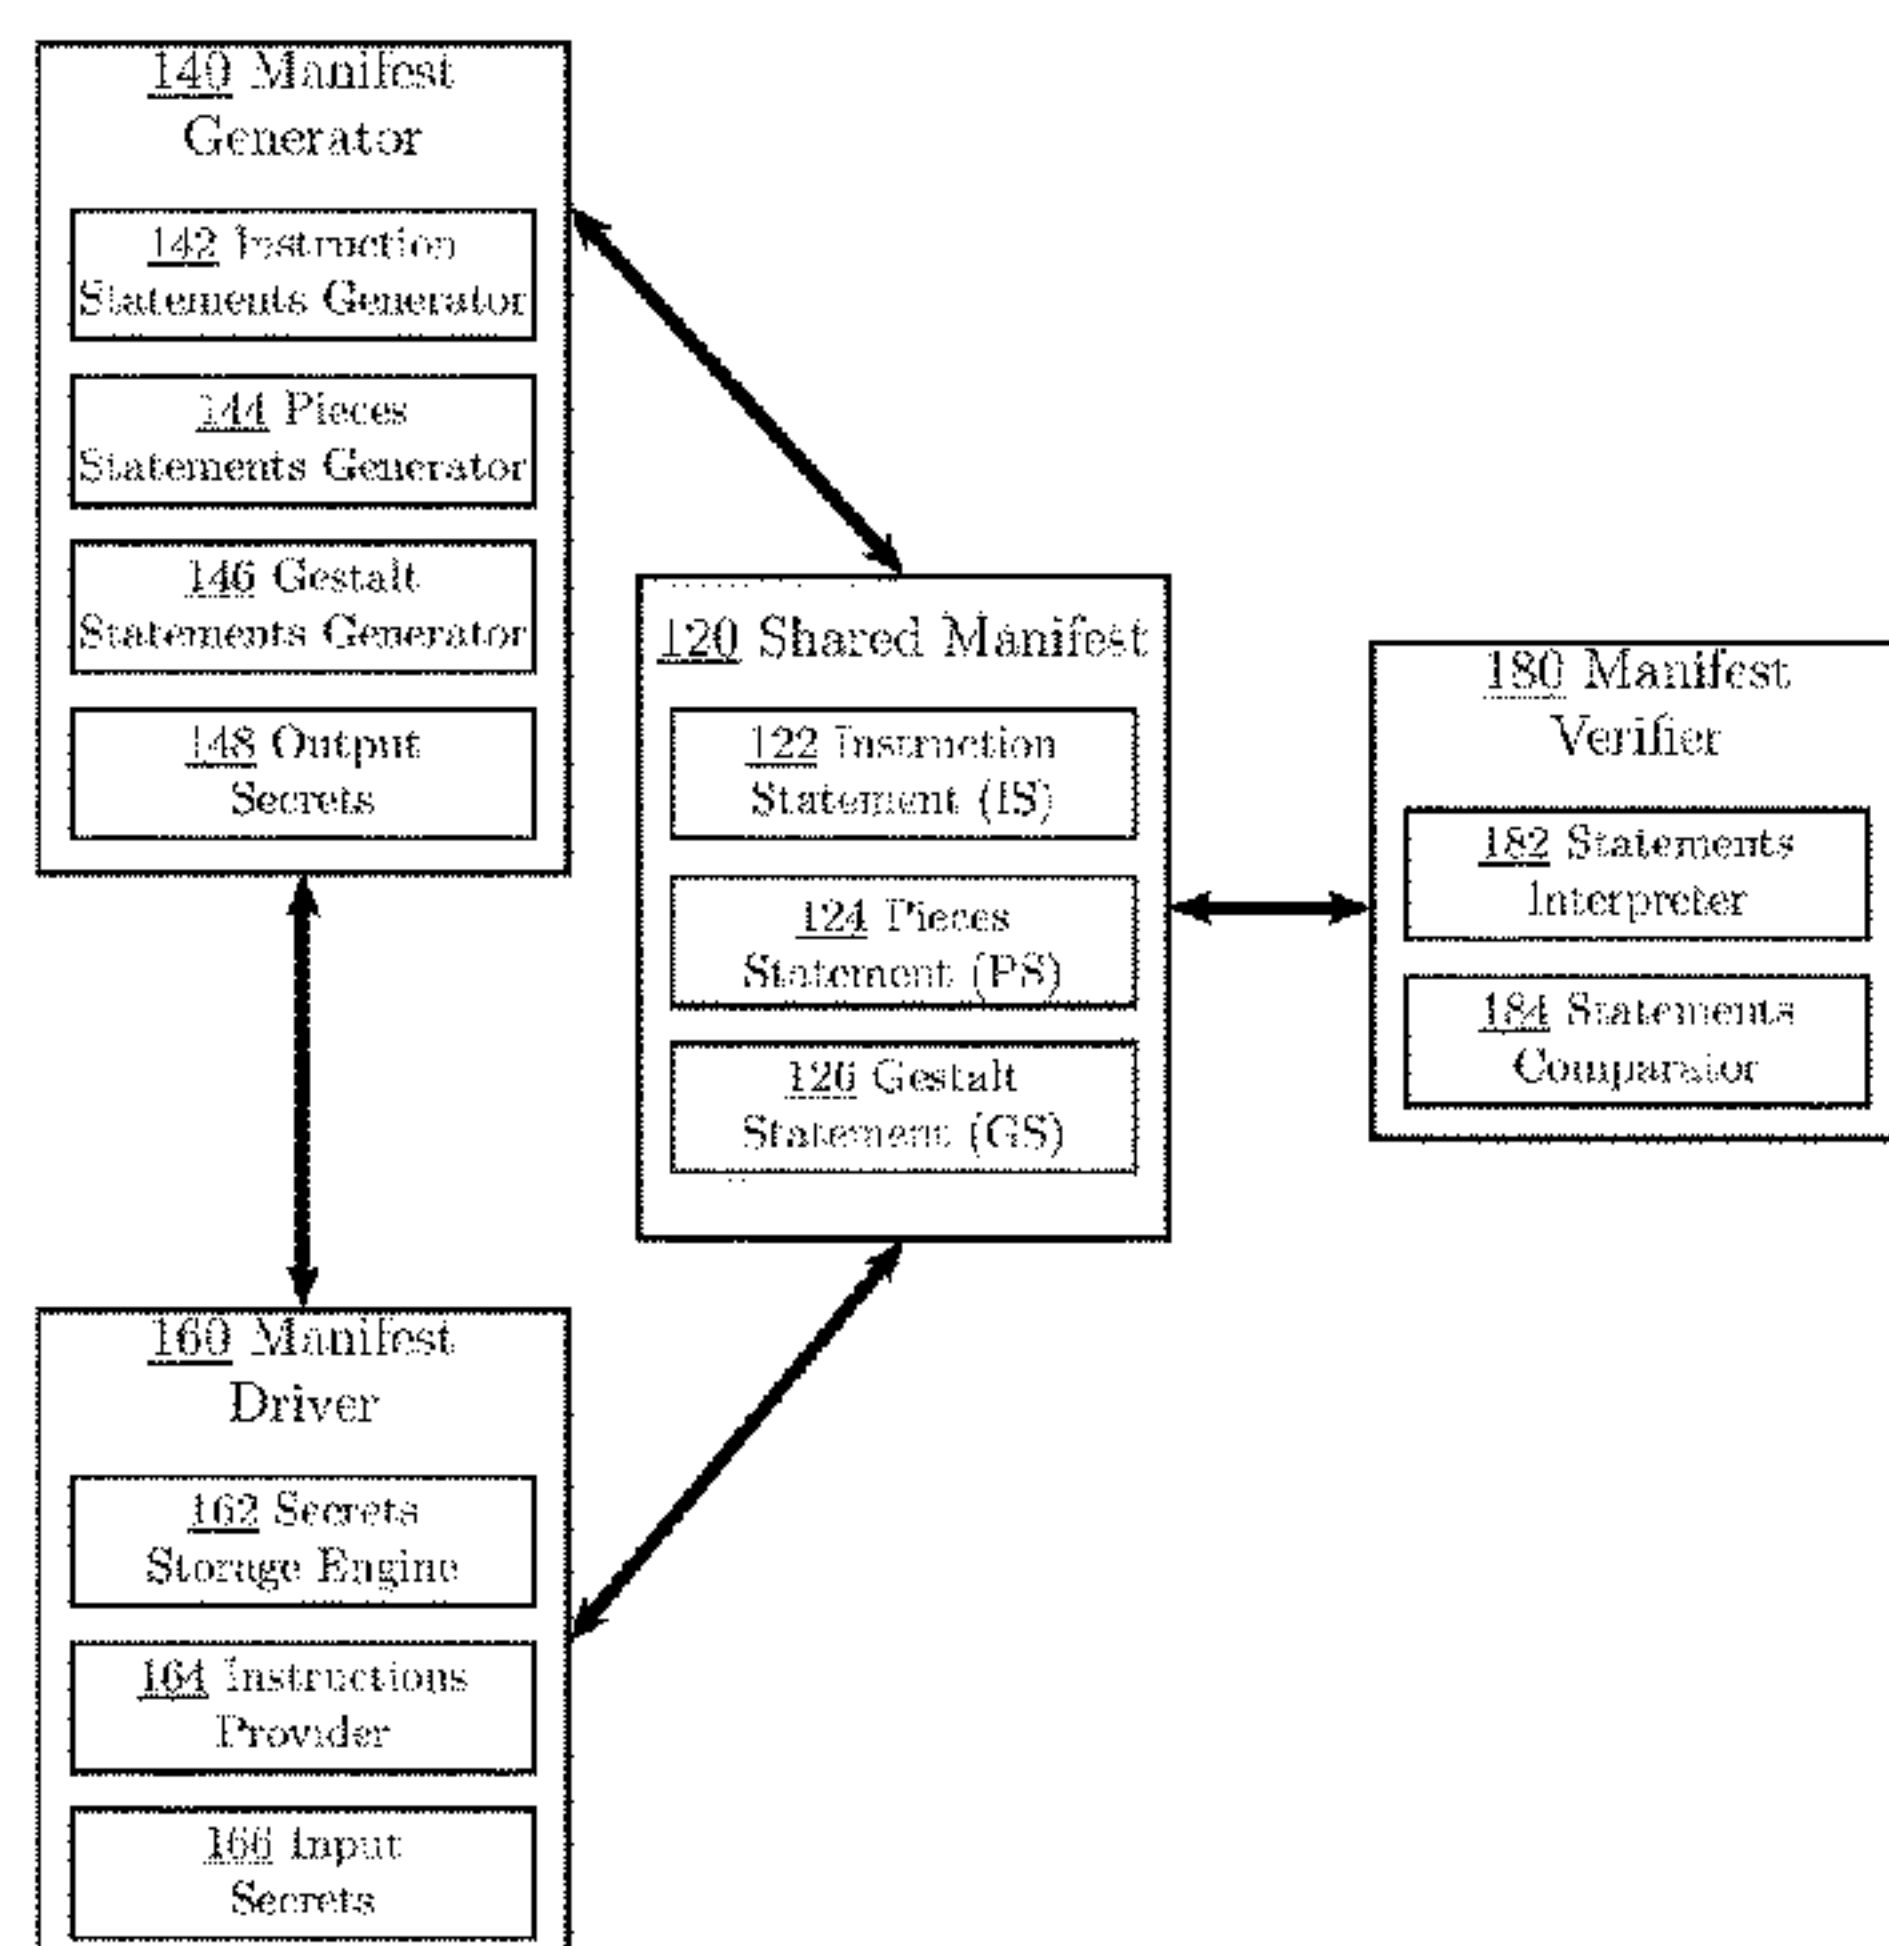 140 Manifest
Generator
142 Instruction
Statements Generator
144 Pieces
Statements Generator
146 Gestalt
Statements Generator
148 Output
Secrets
120 Shared Manifest
122 Instruction
Statement (IS)
124 Pieces
Statement (PS)
126 Gestalt
Statement (GS)
180 Manifest
Verifier
182 Statements
Interpreter
184 Statements
Comparator
160 Manifest
Driver
162 Secrets
Storage Engine
164 Instructions
Provider
166 Input
Secrets